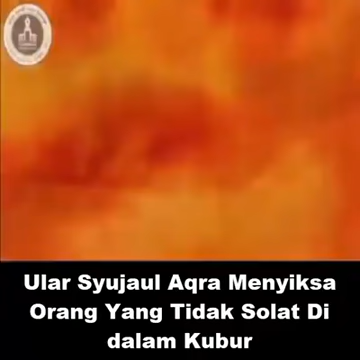 Ular Syujaul Aqra Menyiksa
Orang Yang Tidak Solat Di
dalam Kubur